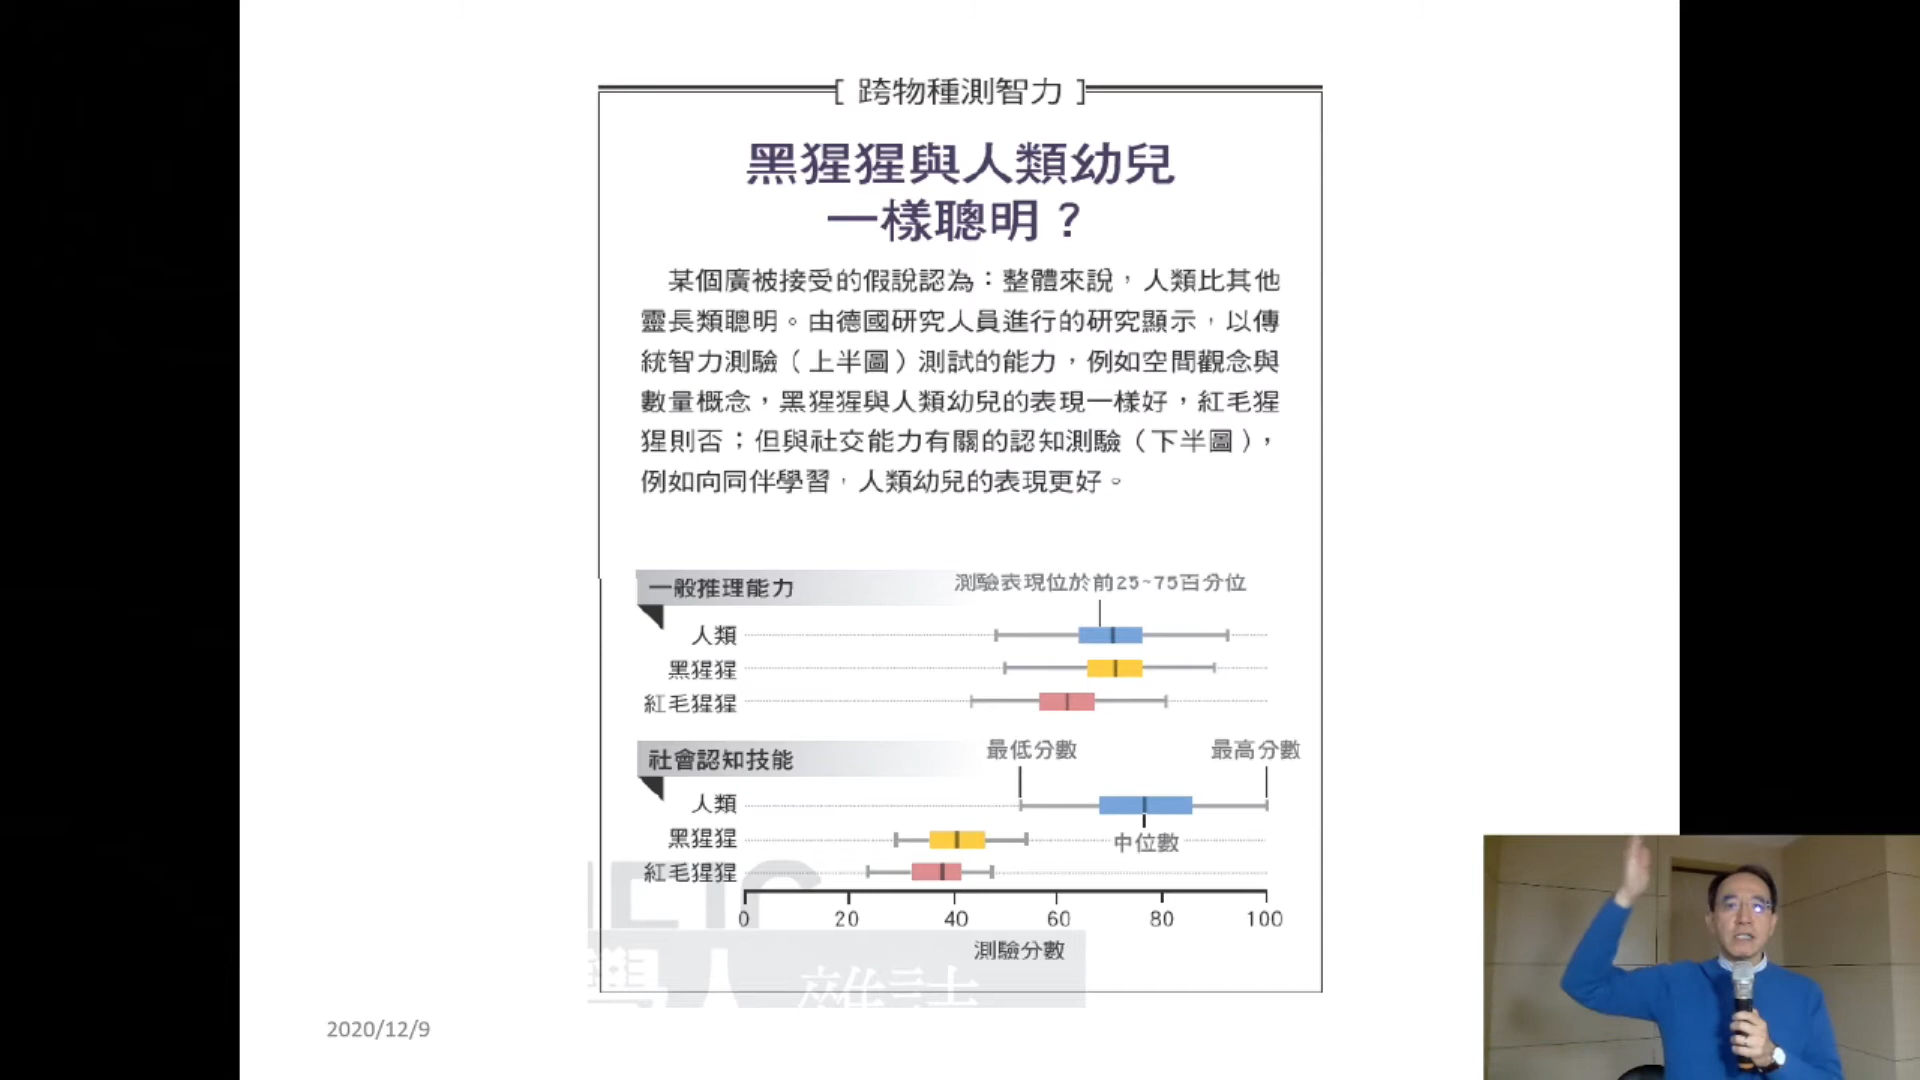 [ 跨物種測智力 ]
黑猩猩與人類幼兒
一樣聰明？
某個廣被接受的假說認為：整體來說，人類比其他
靈長類聰明。由德國研究人員進行的研究顯示，以傳
統智力測驗（上半圖）測試的能力，例如空間觀念與
數量概念，黑猩猩與人類幼兒的表現一樣好，紅毛猩
猩則否；但與社交能力有關的認知測驗（下半圖），
例如向同伴學習，人類幼兒的表現更好。
一般推理能力
測驗表現位於前25~75百分位
人類
黑猩猩
紅毛猩猩
社會認知技能
最低分數
最高分數
人類
黑猩猩
中位數
紅毛猩猩
0 20 40 60 80 100
測驗分數
2020/12/9